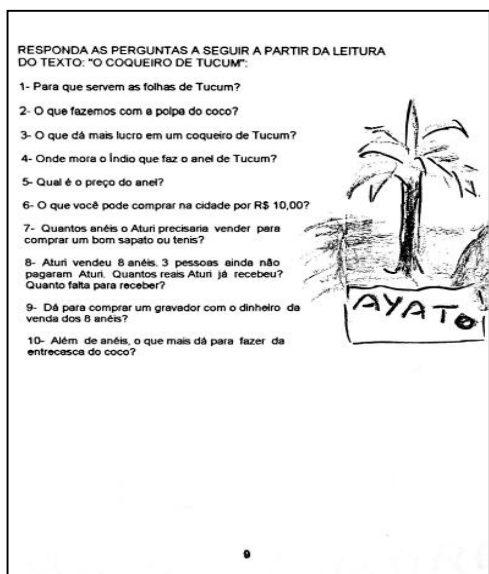 RESPONDA AS PERGUNTAS A SEGUIR A PARTIR DA LEITURA
DO TEXTO: "O COQUEIRO DE TUCUM":
1- Para que servem as folhas de Tucum?
2- O que fazemos com a polpa do coco?
3- O que dá mais lucro em um coqueiro de Tucum?
4- Onde mora o Índio que faz o anel de Tucum?
5- Qual é o preço do anel?
6- O que você pode comprar na cidade por R$ 10,00?
7- Quantos anéis o Aturi precisaria vender para
comprar um bom sapato ou tenis?
8- Aturi vendeu 8 anéis. 3 pessoas ainda não
pagaram Aturi. Quantos reais Aturi já recebeu?
Quanto falta para receber?
9- Dá para comprar um gravador com o dinheiro da
venda dos 8 anéis?
10- Além de anéis, o que mais dá para fazer da
entrecasca do coco?
AYATO
9